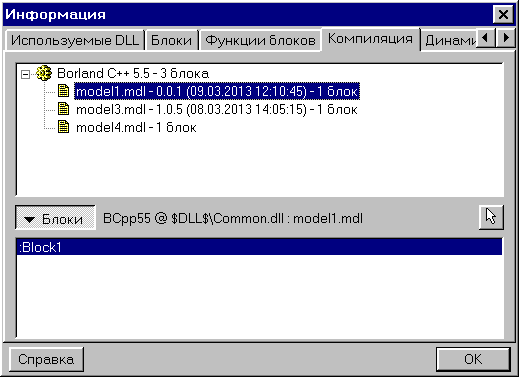 Информация
Используемые DLL Блоки Функции блоков Компиляция Динами
Borland C++ 5.5 - 3 блока
model1.mdl - 0.0.1 (09.03.2013 12:10:45) - 1 блок
model3.mdl - 1.0.5 (08.03.2013 14:05:15) - 1 блок
model4.mdl - 1 блок
Блоки BCpp55 @ $DLL$\Common.dll : model1.mdl
:Block1
Справка OK